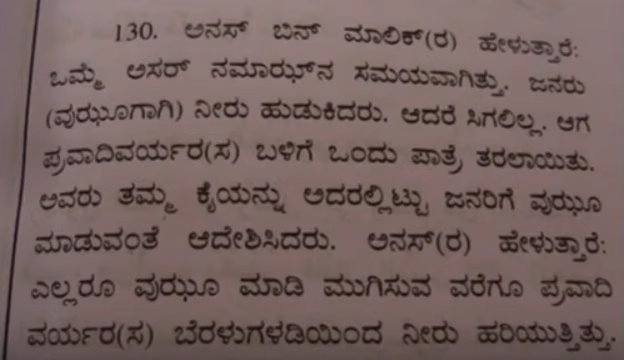 130. ಅನಸ್ ಬಿನ್ ಮಾಲಿಕ್(ರ) ಹೇಳುತ್ತಾರೆ:
ಒಮ್ಮೆ ಅಸರ್ ನಮಾಝ್‌ನ ಸಮಯವಾಗಿತ್ತು. ಜನರು
(ವುಝೂಗಾಗಿ) ನೀರು ಹುಡುಕಿದರು. ಆದರೆ ಸಿಗಲಿಲ್ಲ. ಆಗ
ಪ್ರವಾದಿವರ್ಯರ(ಸ) ಬಳಿಗೆ ಒಂದು ಪಾತ್ರೆ ತರಲಾಯಿತು.
ಅವರು ತಮ್ಮ ಕೈಯನ್ನು ಅದರಲ್ಲಿಟ್ಟು ಜನರಿಗೆ ವುಝೂ
ಮಾಡುವಂತೆ ಆದೇಶಿಸಿದರು. ಅನಸ್(ರ) ಹೇಳುತ್ತಾರೆ:
ಎಲ್ಲರೂ ವುಝೂ ಮಾಡಿ ಮುಗಿಸುವ ವರೆಗೂ ಪ್ರವಾದಿ
ವರ್ಯರ(ಸ) ಬೆರಳುಗಳಡಿಯಿಂದ ನೀರು ಹರಿಯುತ್ತಿತ್ತು.